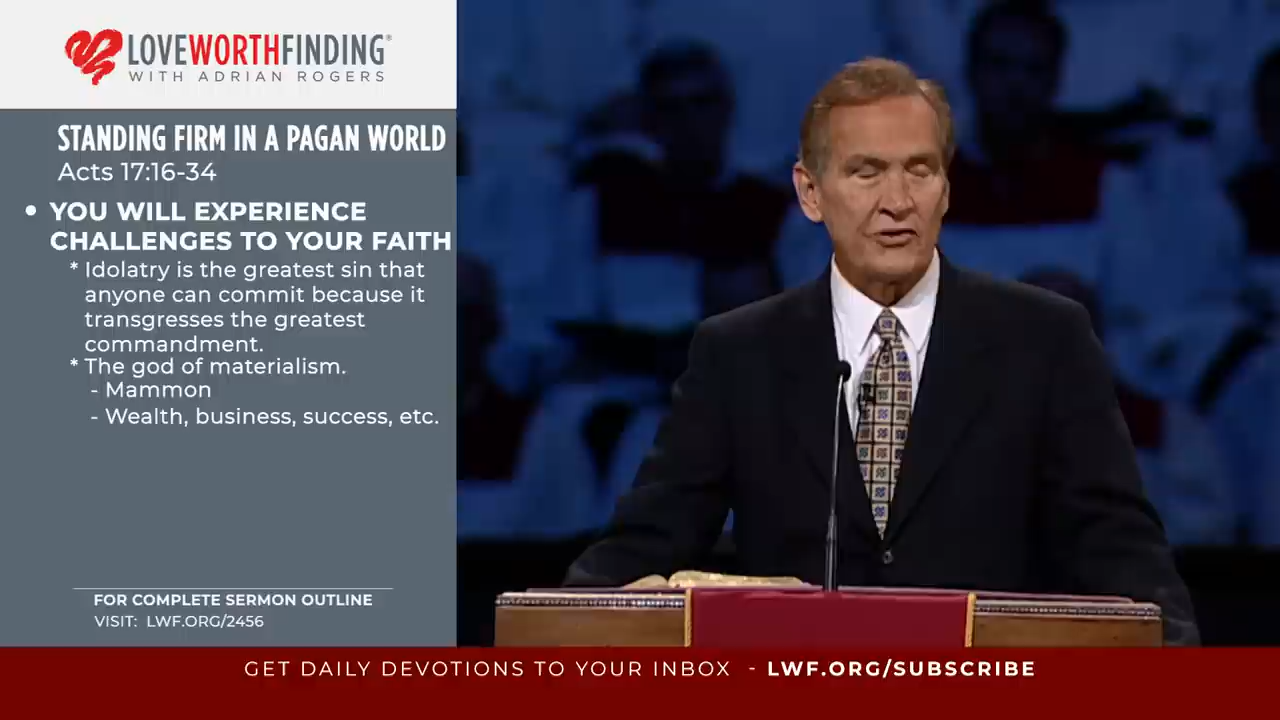 LOVEWORTHFINDING®
WITH ADRIAN ROGERS
STANDING FIRM IN A PAGAN WORLD
Acts 17:16-34
• YOU WILL EXPERIENCE
CHALLENGES TO YOUR FAITH
* Idolatry is the greatest sin that
anyone can commit because it
transgresses the greatest
commandment.
* The god of materialism.
- Mammon
- Wealth, business, success, etc.
FOR COMPLETE SERMON OUTLINE
VISIT: LWF.ORG/2456
GET DAILY DEVOTIONS TO YOUR INBOX - LWF.ORG/SUBSCRIBE